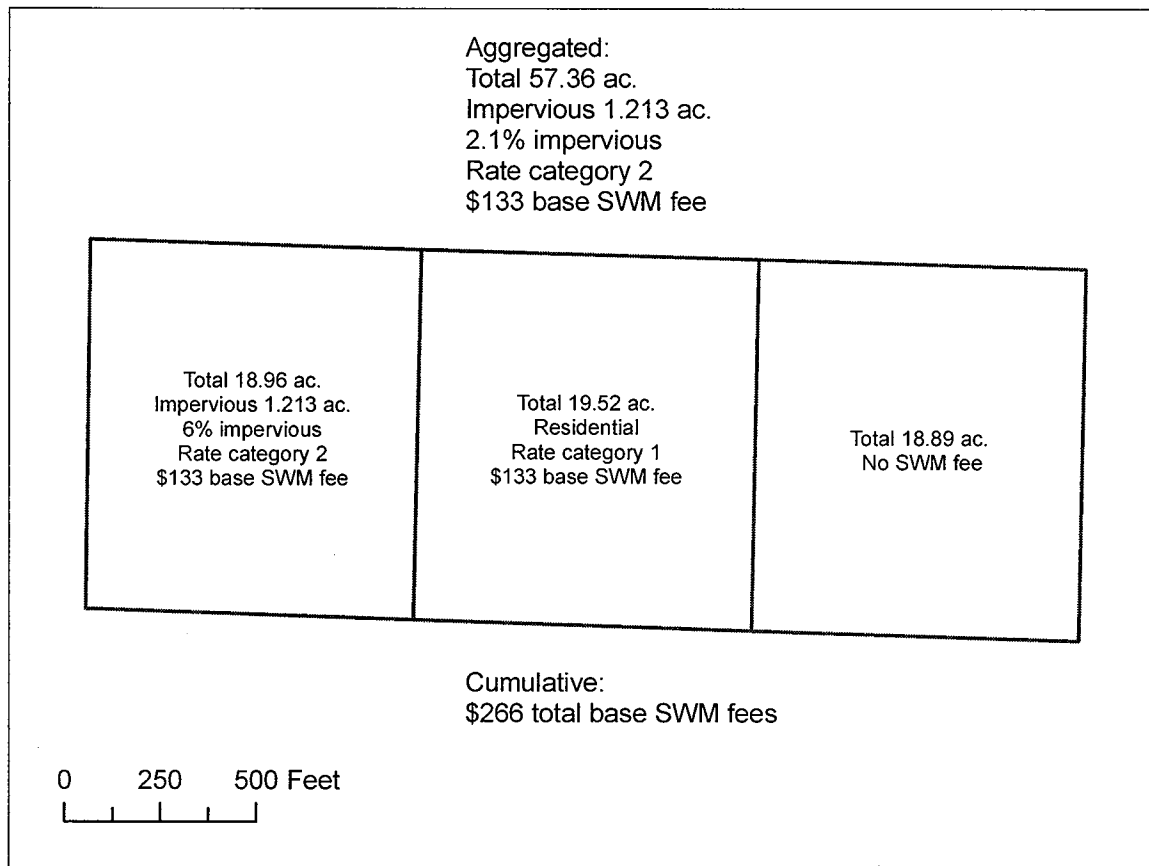 Aggregated:
Total 57.36 ac.
Impervious 1.213 ac.
2.1% impervious
Rate category 2
$133 base SWM fee
Total 18.96 ac.
Impervious 1.213 ac.
6% impervious
Rate category 2
$133 base SWM fee
Total 19.52 ac.
Residential
Rate category 1
$133 base SWM fee
Total 18.89 ac.
No SWM fee
Cumulative:
$266 total base SWM fees
0 250 500 Feet